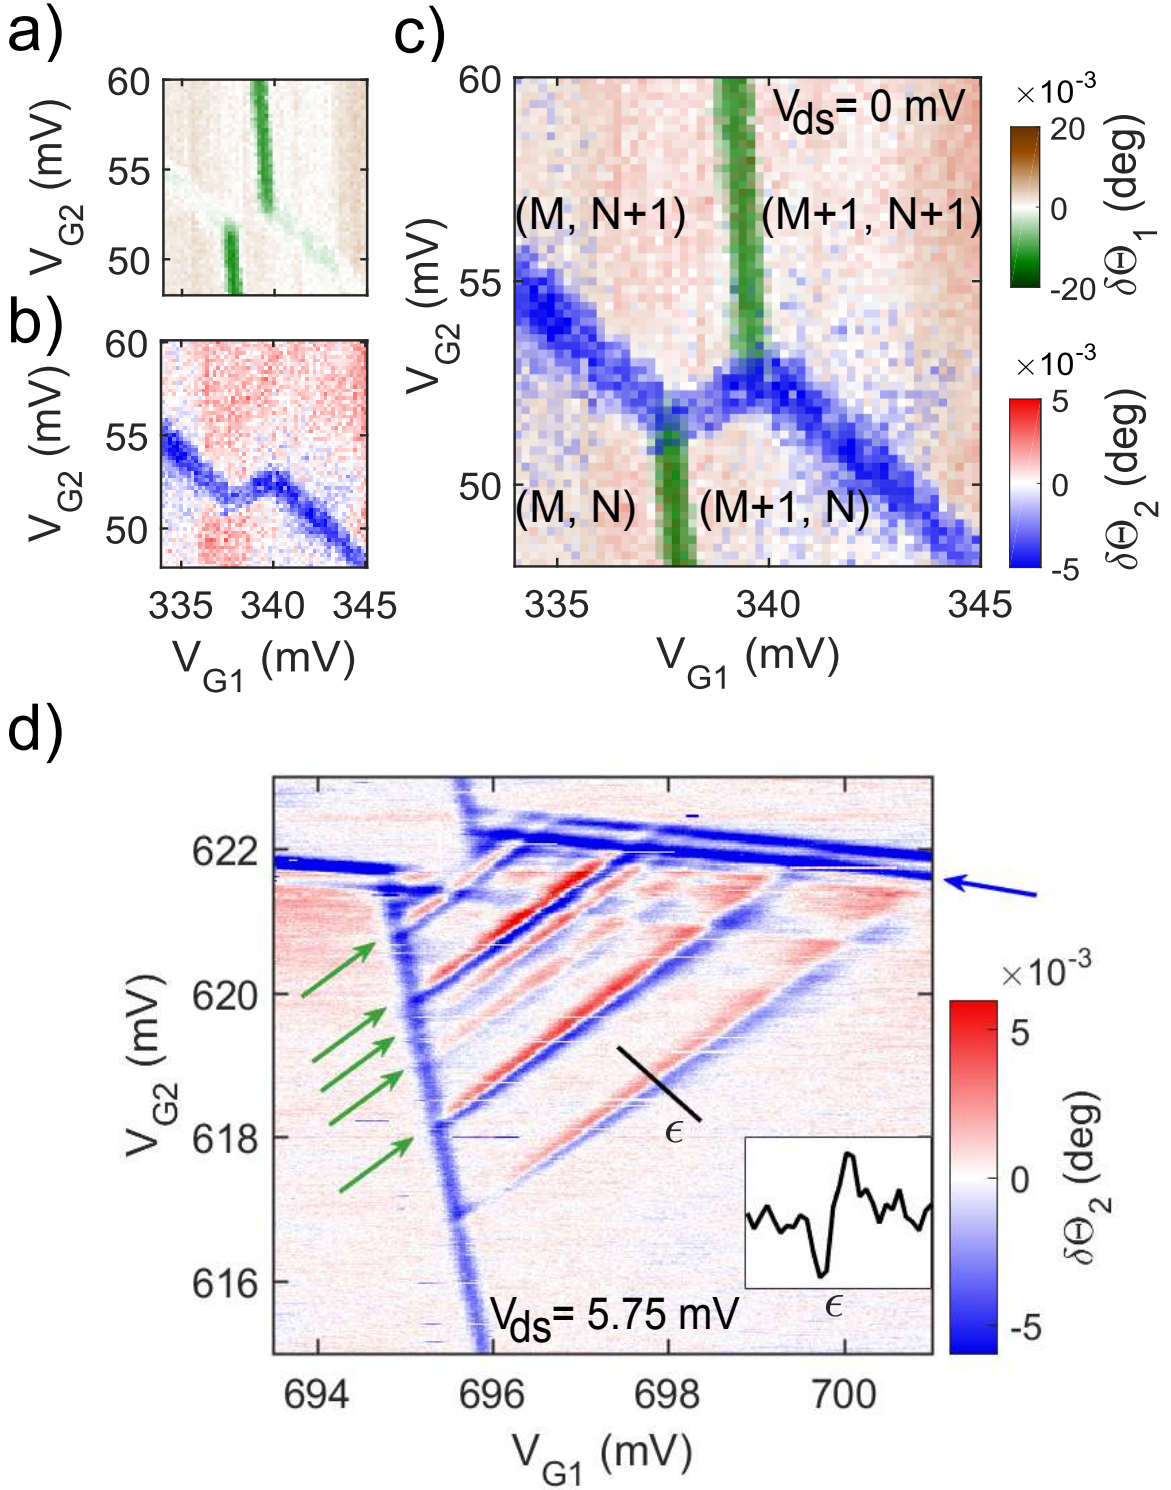 a)
60
55
50
V_G2 (mV)
b)
60
55
50
V_G2 (mV)
335 340 345
V_G1 (mV)
c)
60
55
50
V_G2 (mV)
V_ds= 0 mV
(M, N+1) (M+1, N+1)
(M, N) (M+1, N)
335 340 345
V_G1 (mV)
×10^-3
20
0
-20
δΘ_1 (deg)
×10^-3
5
0
-5
δΘ_2 (deg)
d)
622
620
618
616
V_G2 (mV)
ϵ
ϵ
V_ds= 5.75 mV
694 696 698 700
V_G1 (mV)
×10^-3
5
0
-5
δΘ_2 (deg)